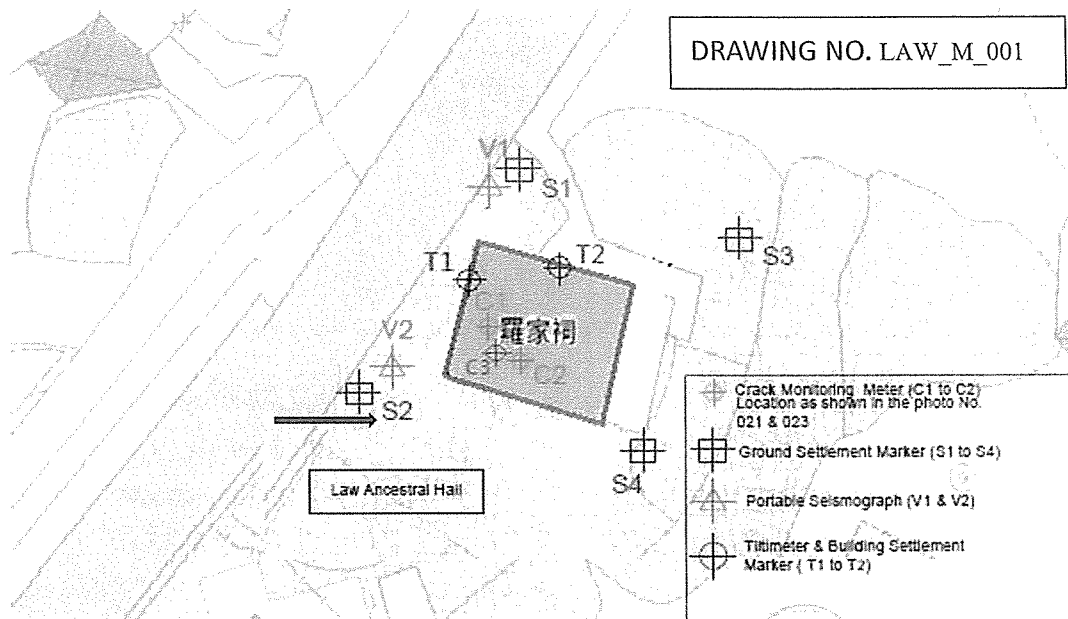 DRAWING NO. LAW_M_001
V1
S1
S3
T1
T2
C1
羅家祠
V2
C3
C2
S2
S4
Law Ancestral Hall
Crack Monitoring Meter (C1 to C2)
Location as shown in the photo No.
021 & 023
Ground Settlement Marker (S1 to S4)
Portable Seismograph (V1 & V2)
Tiltimeter & Building Settlement
Marker ( T1 to T2)